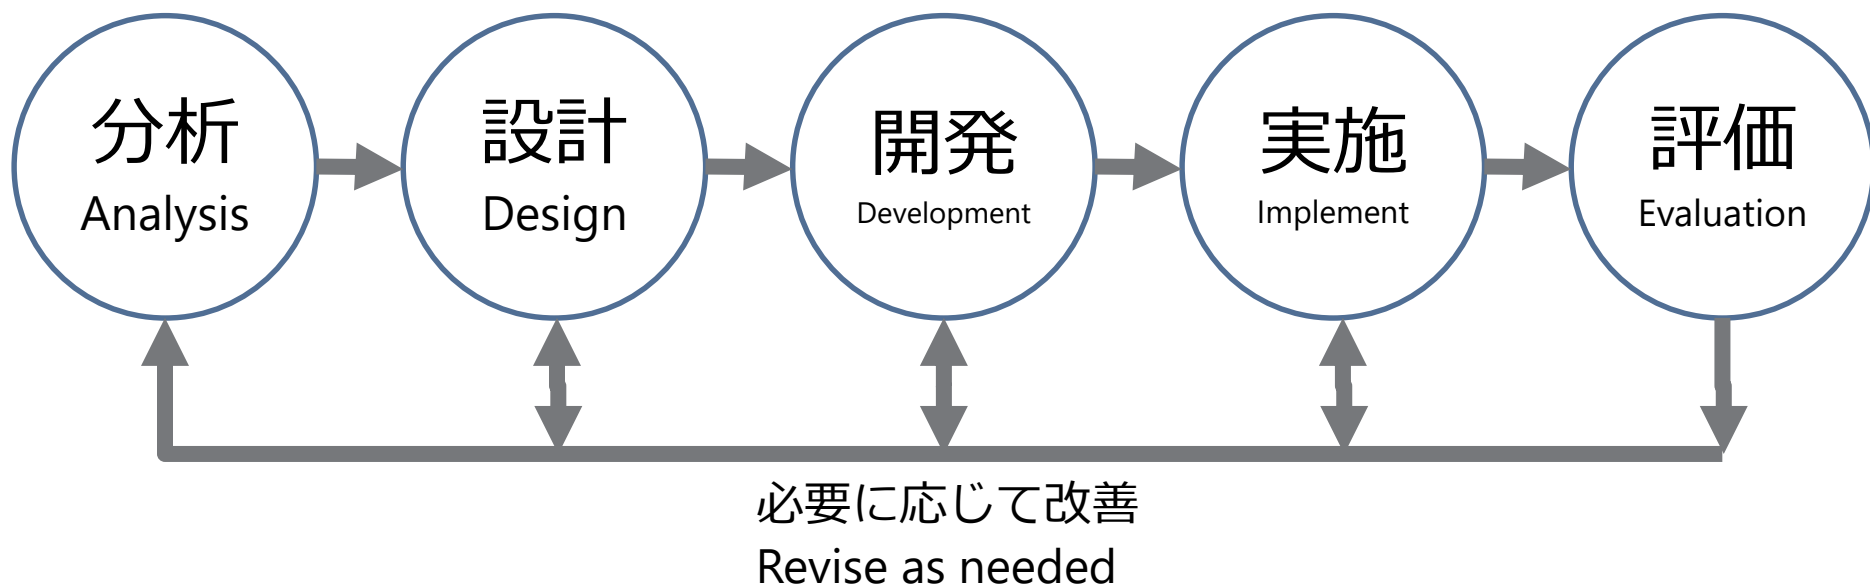 分析
Analysis
設計
Design
開発
Development
実施
Implement
評価
Evaluation
必要に応じて改善
Revise as needed